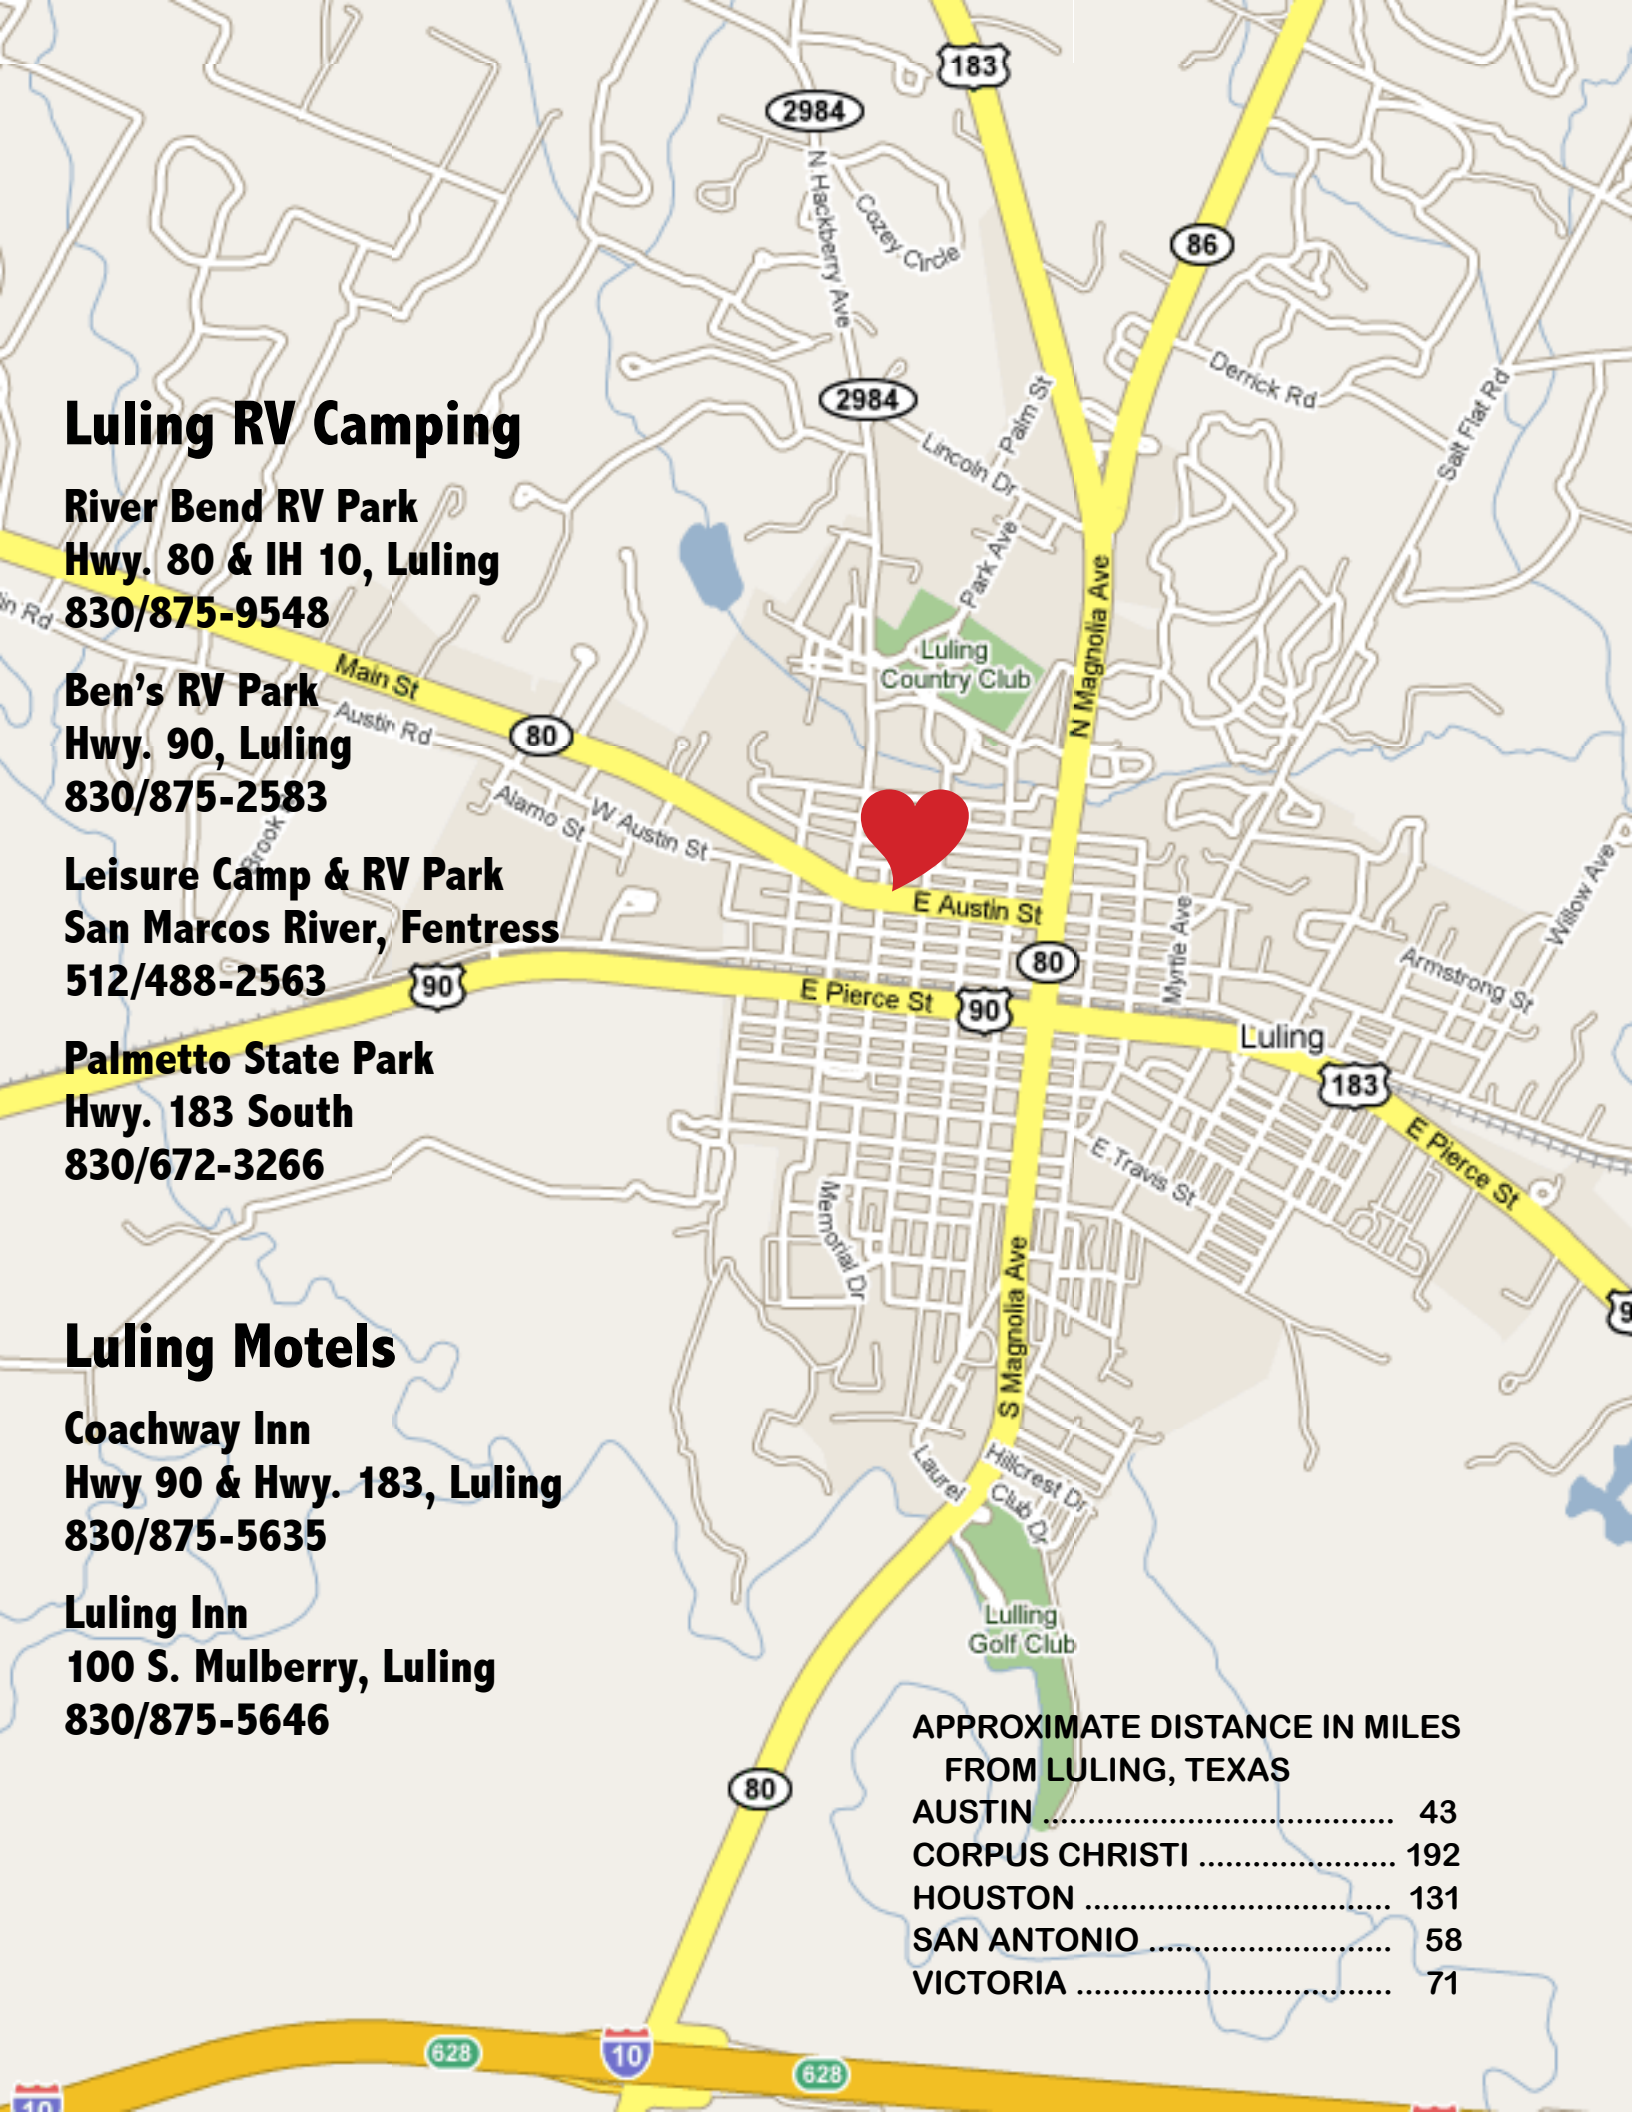 183
2984
N Hackberry Ave
Cozey Circle
86
Derrick Rd
Salt Flat Rd
2984
Palm St
Lincoln Dr
Park Ave
Luling
Country Club
N Magnolia Ave
Luling RV Camping
River Bend RV Park
Hwy. 80 & IH 10, Luling
830/875-9548
Ben's RV Park
Hwy. 90, Luling
830/875-2583
Leisure Camp & RV Park
San Marcos River, Fentress
512/488-2563
Palmetto State Park
Hwy. 183 South
830/672-3266
in Rd
Main St
Austin Rd
80
Alamo St
W Austin St
Brook
E Austin St
80
Myrtle Ave
Willow Ave
Armstrong St
90
E Pierce St
90
Luling
183
E Pierce St
9
E Travis St
Memorial Dr
S Magnolia Ave
Luling Motels
Coachway Inn
Hwy 90 & Hwy. 183, Luling
830/875-5635
Luling Inn
100 S. Mulberry, Luling
830/875-5646
Laurel
Hillcrest Dr
Club Dr
Lulling
Golf Club
80
APPROXIMATE DISTANCE IN MILES
FROM LULING, TEXAS
AUSTIN ....................................... 43
CORPUS CHRISTI ...................... 192
HOUSTON .................................. 131
SAN ANTONIO ........................... 58
VICTORIA ................................... 71
628
10
628
10